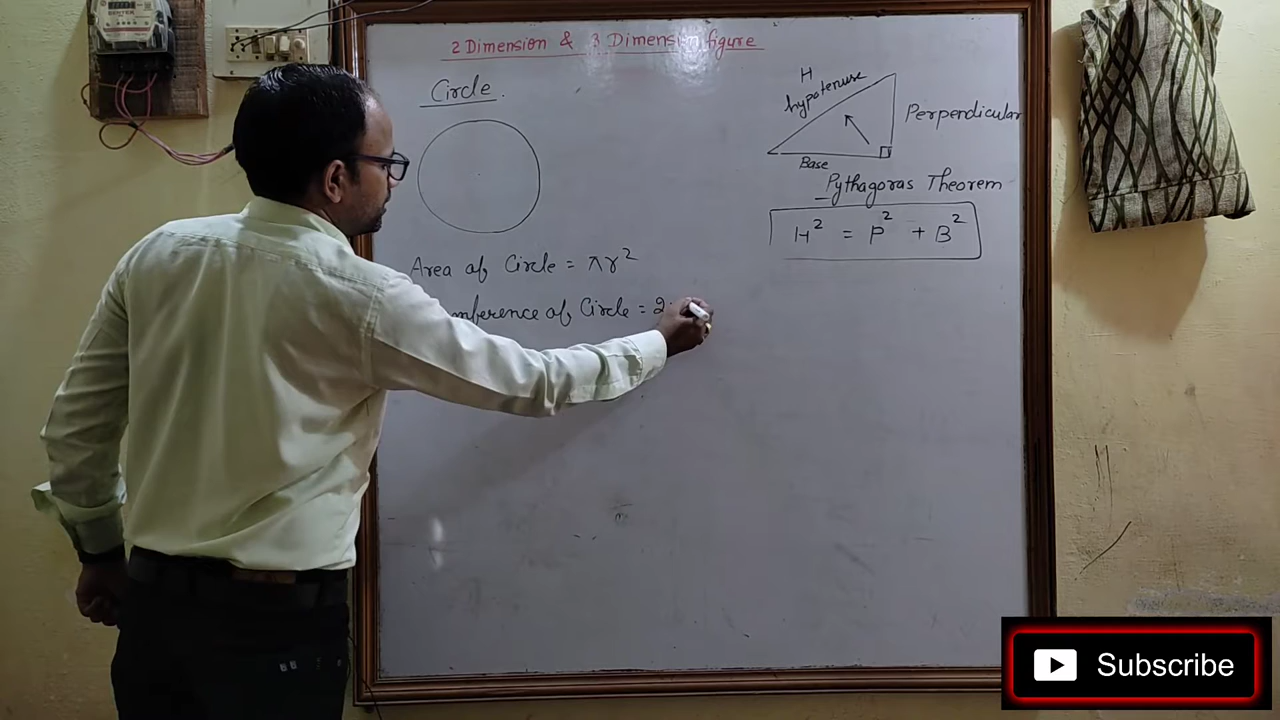 2 Dimension & 3 Dimension figure
Circle.
Area of Circle = πr²
mference of Circle = 2
H
hypotenuse
Perpendicular
Base
Pythagoras Theorem
H² = P² + B²
Subscribe